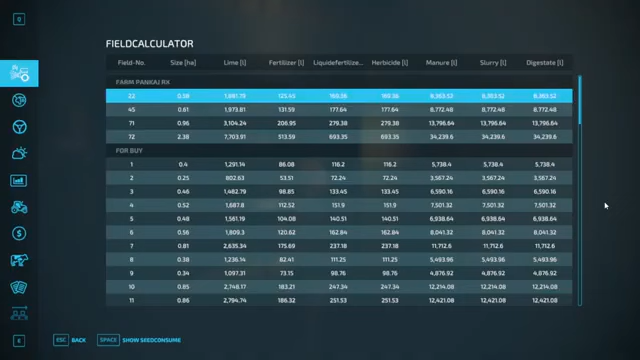 Q
FIELDCALCULATOR
Field-No. Size [ha] Lime [l] Fertilizer [l] Liquidefertilize... Herbicide [l] Manure [l] Slurry [l] Digestate [l]
FARM PANKAJ RK
22 0.58 125.45 8,363.52 8,363.52
45 0.61 1,973.81 131.59 177.64 177.64 8,772.48 8,772.48 8,772.48
71 0.96 3,104.24 206.95 279.38 279.38 13,796.64 13,796.64 13,796.64
72 2.38 7,703.91 513.59 693.35 693.35 34,239.6 34,239.6 34,239.6
FOR BUY
1 0.4 1,291.14 86.08 116.2 116.2 5,738.4 5,738.4 5,738.4
2 0.25 802.63 53.51 72.24 72.24 3,567.24 3,567.24 3,567.24
3 0.46 1,482.79 98.85 133.45 133.45 6,590.16 6,590.16 6,590.16
4 0.52 1,687.8 112.52 151.9 151.9 7,501.32 7,501.32 7,501.32
5 0.48 1,561.19 104.08 140.51 140.51 6,938.64 6,938.64 6,938.64
6 0.56 1,809.3 120.62 162.84 162.84 8,041.32 8,041.32 8,041.32
7 0.81 2,635.34 175.69 237.18 237.18 11,712.6 11,712.6 11,712.6
8 0.38 1,236.14 82.41 111.25 111.25 5,493.96 5,493.96 5,493.96
9 0.34 1,097.31 73.15 98.76 98.76 4,876.92 4,876.92 4,876.92
10 0.85 2,748.17 183.21 247.34 247.34 12,214.08 12,214.08 12,214.08
11 0.86 2,794.74 186.32 251.53 251.53 12,421.08 12,421.08 12,421.08
E ESC BACK SPACE SHOW SEEDCONSUME